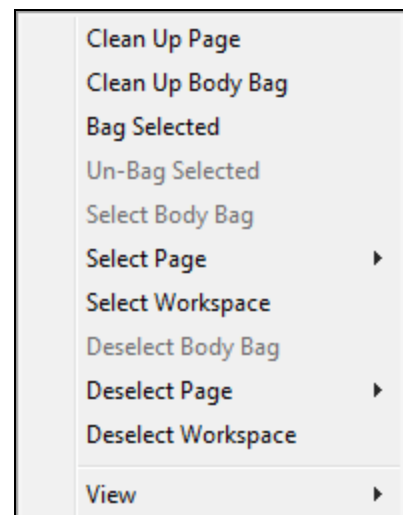 Clean Up Page
Clean Up Body Bag
Bag Selected
Un-Bag Selected
Select Body Bag
Select Page
Select Workspace
Deselect Body Bag
Deselect Page
Deselect Workspace
View